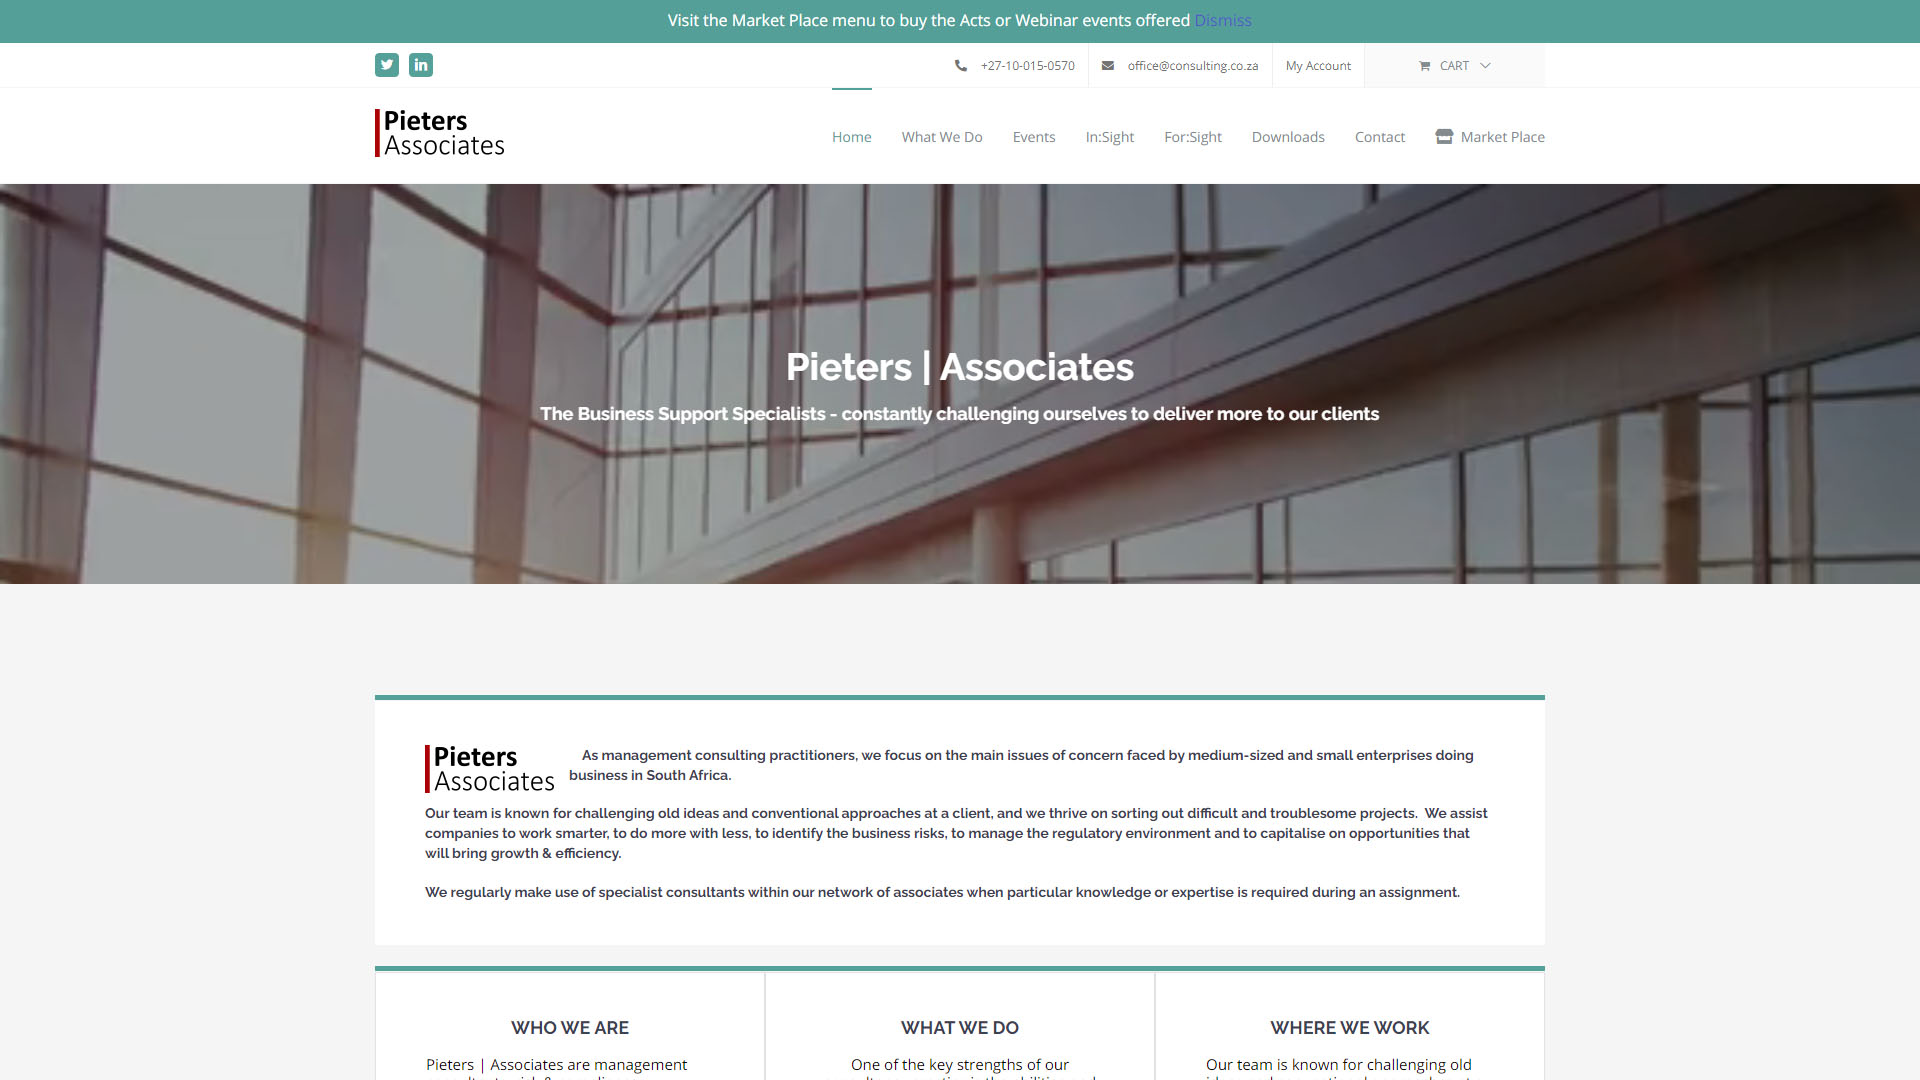 Visit the Market Place menu to buy the Acts or Webinar events offered Dismiss
+27-10-015-0570
office@consulting.co.za
My Account
CART
Pieters
Associates
Home
What We Do
Events
In:Sight
For:Sight
Downloads
Contact
Market Place
Pieters | Associates
The Business Support Specialists - constantly challenging ourselves to deliver more to our clients
Pieters
Associates
As management consulting practitioners, we focus on the main issues of concern faced by medium-sized and small enterprises doing
business in South Africa.
Our team is known for challenging old ideas and conventional approaches at a client, and we thrive on sorting out difficult and troublesome projects. We assist
companies to work smarter, to do more with less, to identify the business risks, to manage the regulatory environment and to capitalise on opportunities that
will bring growth & efficiency.
We regularly make use of specialist consultants within our network of associates when particular knowledge or expertise is required during an assignment.
WHO WE ARE
Pieters | Associates are management
WHAT WE DO
One of the key strengths of our
WHERE WE WORK
Our team is known for challenging old